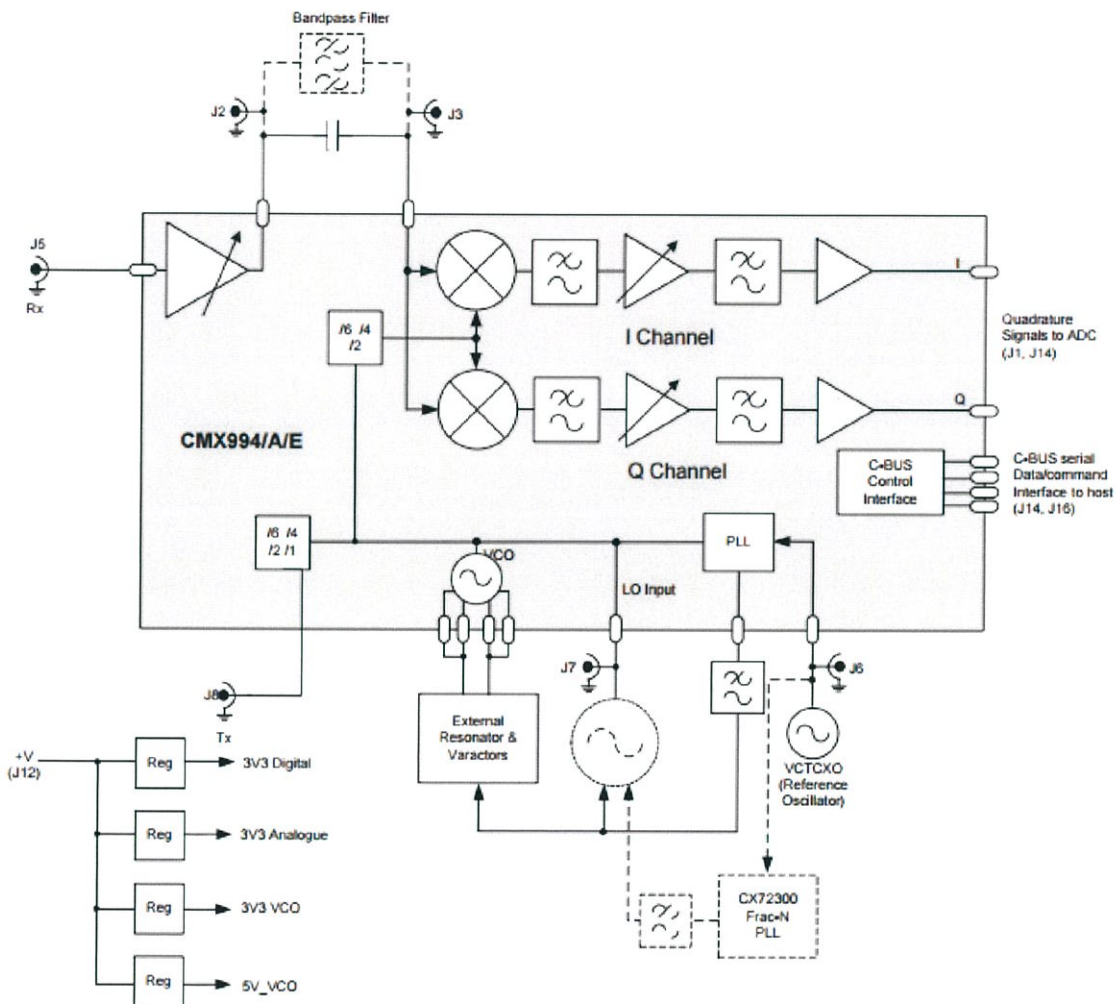 Bandpass Filter
J2
J3
J5
Rx
/6 /4
/2
I Channel
I
Quadrature
Signals to ADC
(J1, J14)
CMX994/A/E
Q Channel
Q
C•BUS
Control
Interface
C•BUS serial
Data/command
Interface to host
(J14, J16)
/6 /4
/2 /1
VCO
PLL
LO Input
J7
J6
J8
Tx
External
Resonator &
Varactors
VCTCXO
(Reference
Oscillator)
+V
(J12)
Reg
3V3 Digital
Reg
3V3 Analogue
Reg
3V3 VCO
Reg
5V_VCO
CX72300
Frac•N
PLL